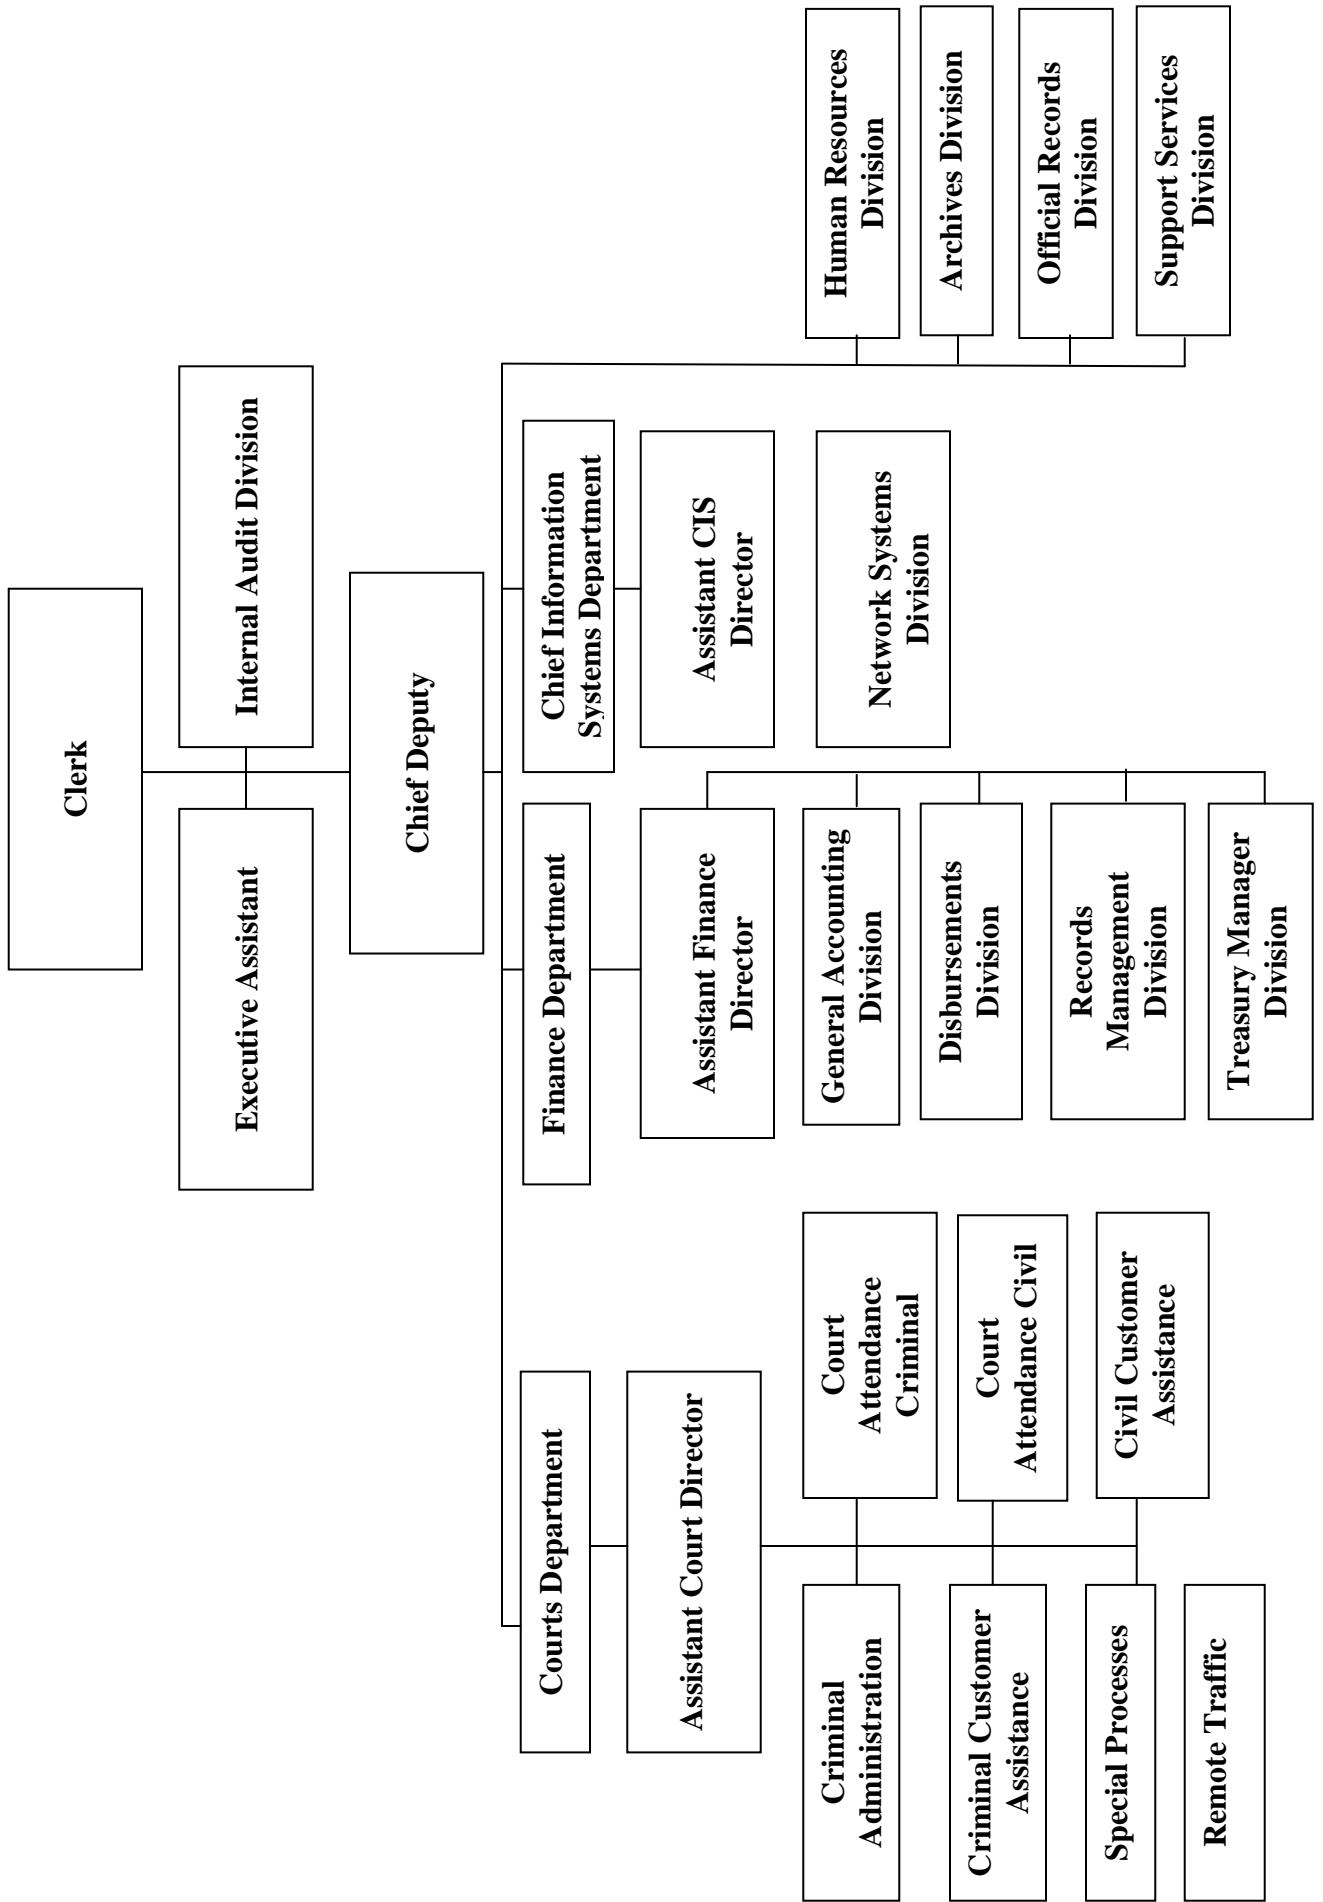 Clerk
Executive Assistant
Internal Audit Division
Chief Deputy
Courts Department
Finance Department
Chief Information
Systems Department
Assistant Court Director
Assistant Finance
Director
Assistant CIS
Director
Criminal
Administration
Court
Attendance
Criminal
Criminal Customer
Assistance
Court
Attendance Civil
Special Processes
Civil Customer
Assistance
Remote Traffic
General Accounting
Division
Disbursements
Division
Records
Management
Division
Treasury Manager
Division
Network Systems
Division
Human Resources
Division
Archives Division
Official Records
Division
Support Services
Division